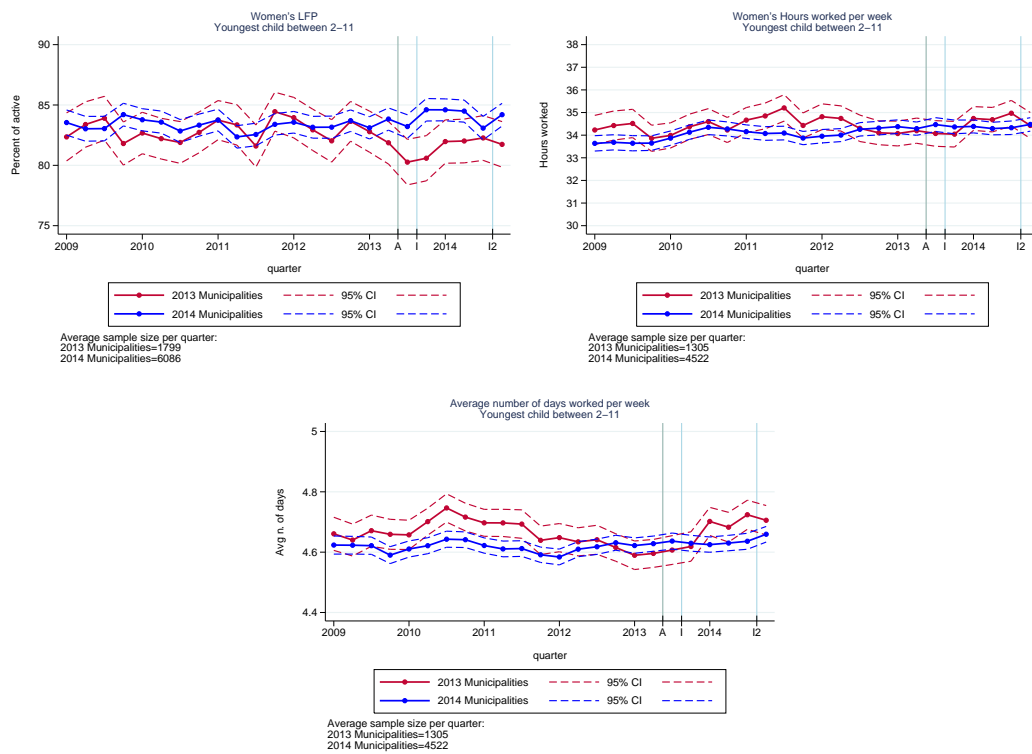 Women's LFP
Youngest child between 2−11
90
85
80
75
Percent of active
2009 2010 2011 2012 2013 A I 2014 I2
quarter
2013 Municipalities 95% CI
2014 Municipalities 95% CI
Average sample size per quarter:
2013 Municipalities=1799
2014 Municipalities=6086
Women's Hours worked per week
Youngest child between 2−11
38
37
36
35
34
33
32
31
30
Hours worked
2009 2010 2011 2012 2013 A I 2014 I2
quarter
2013 Municipalities 95% CI
2014 Municipalities 95% CI
Average sample size per quarter:
2013 Municipalities=1305
2014 Municipalities=4522
Average number of days worked per week
Youngest child between 2−11
5
4.8
4.6
4.4
Avg n. of days
2009 2010 2011 2012 2013 A I 2014 I2
quarter
2013 Municipalities 95% CI
2014 Municipalities 95% CI
Average sample size per quarter:
2013 Municipalities=1305
2014 Municipalities=4522